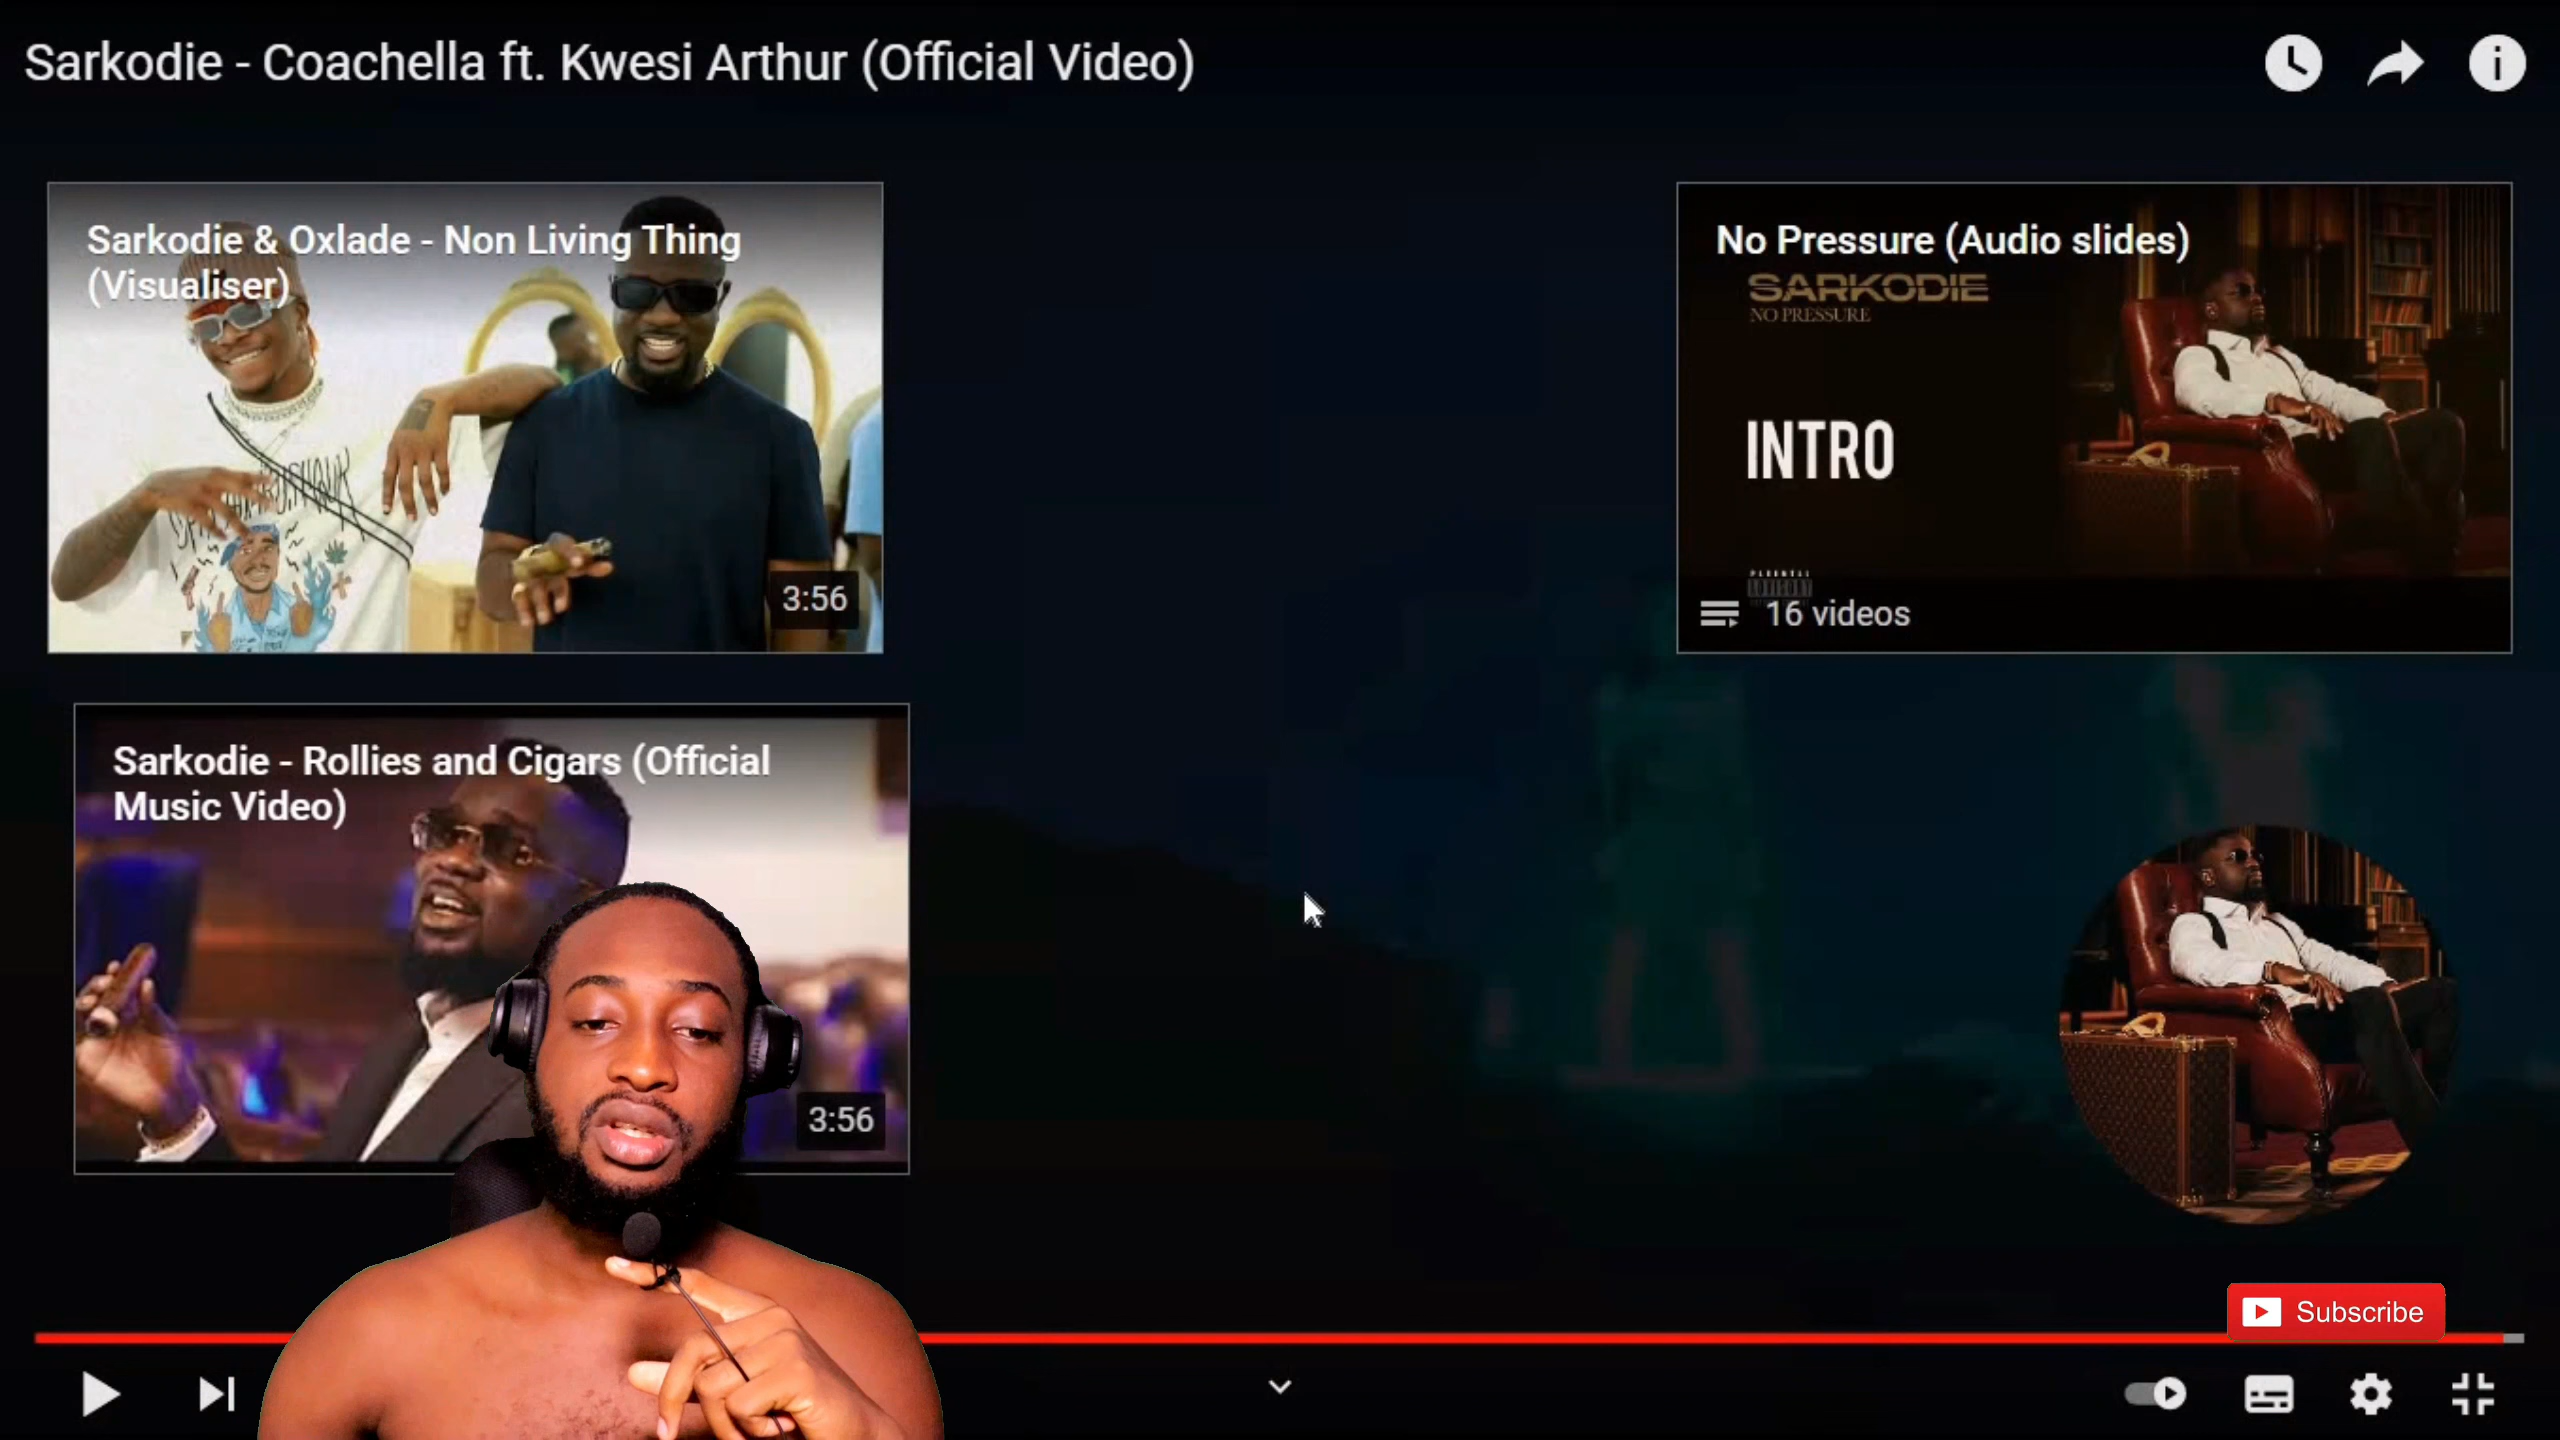 Sarkodie - Coachella ft. Kwesi Arthur (Official Video)
Sarkodie & Oxlade - Non Living Thing
(Visualiser)
3:56
No Pressure (Audio slides)
SARKODIE
NO PRESSURE
INTRO
16 videos
Sarkodie - Rollies and Cigars (Official
Music Video)
3:56
Subscribe